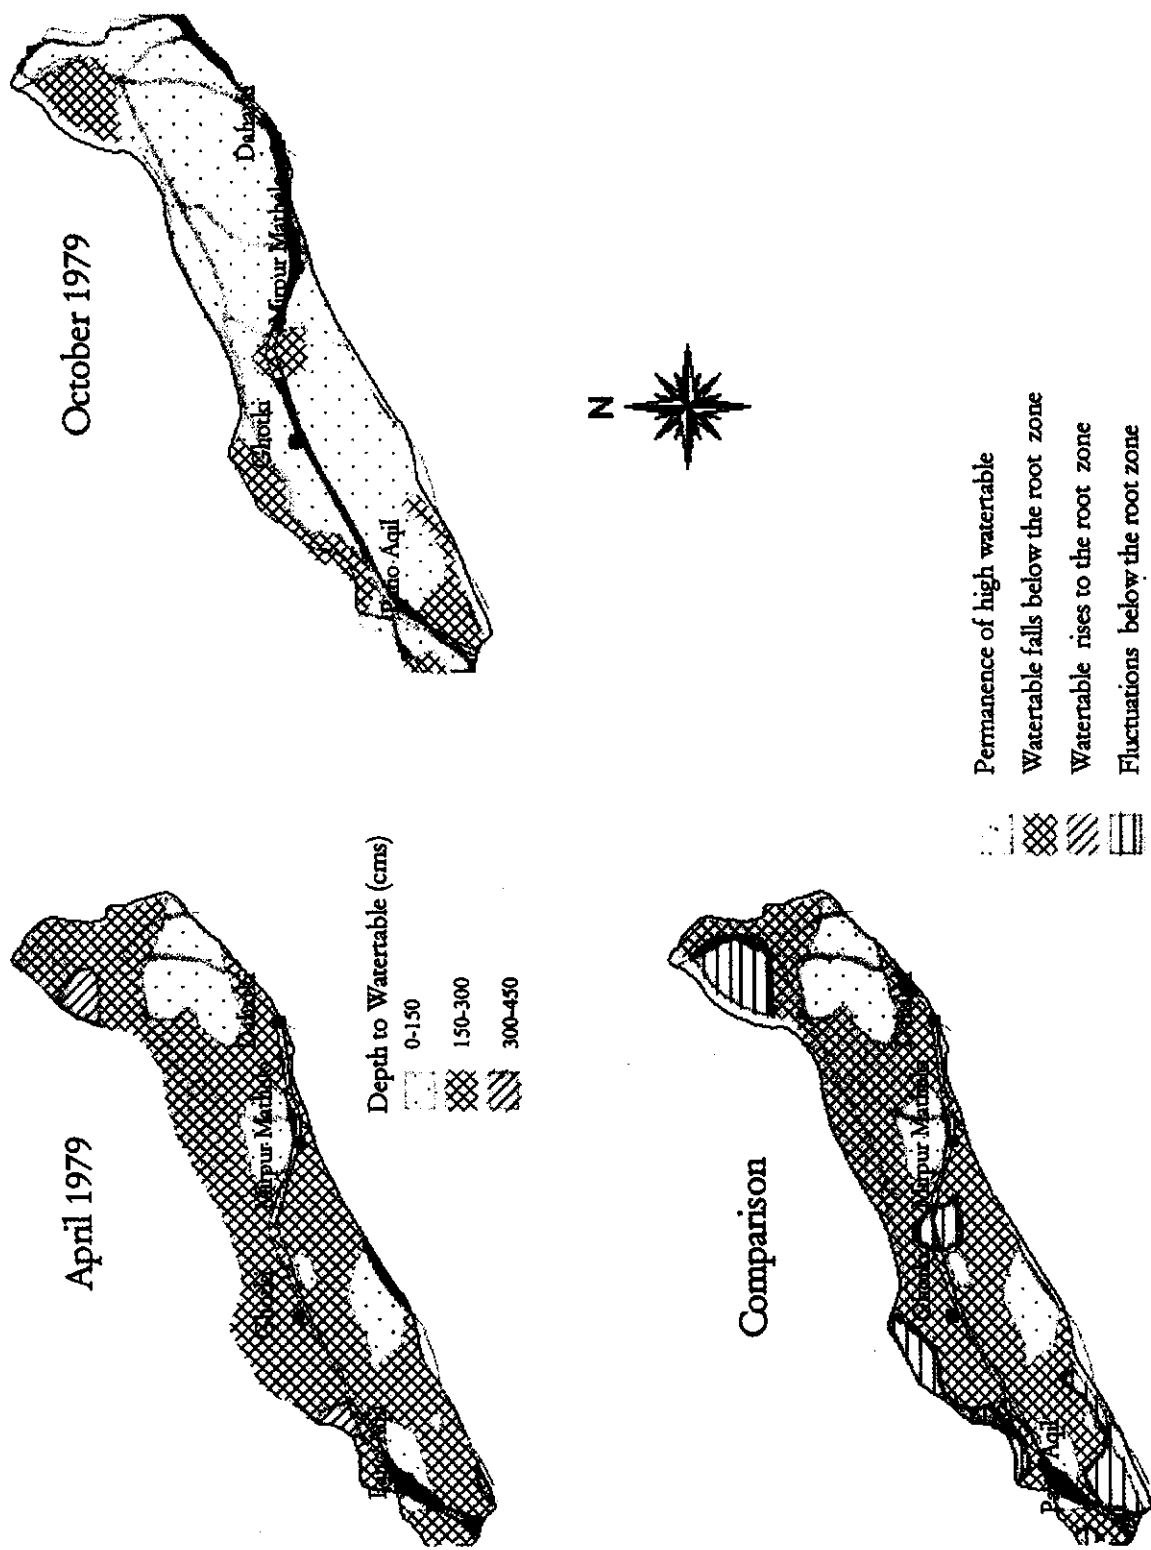 April 1979
Mirpur Mathelo
Depth to Watertable (cms)
0-150
150-300
300-450
October 1979
Ghotki
Mirpur Mathelo
Pano Aqil
N
Comparison
Ghotki
Mirpur Mathelo
Aqil
Permanence of high watertable
Watertable falls below the root zone
Watertable rises to the root zone
Fluctuations below the root zone